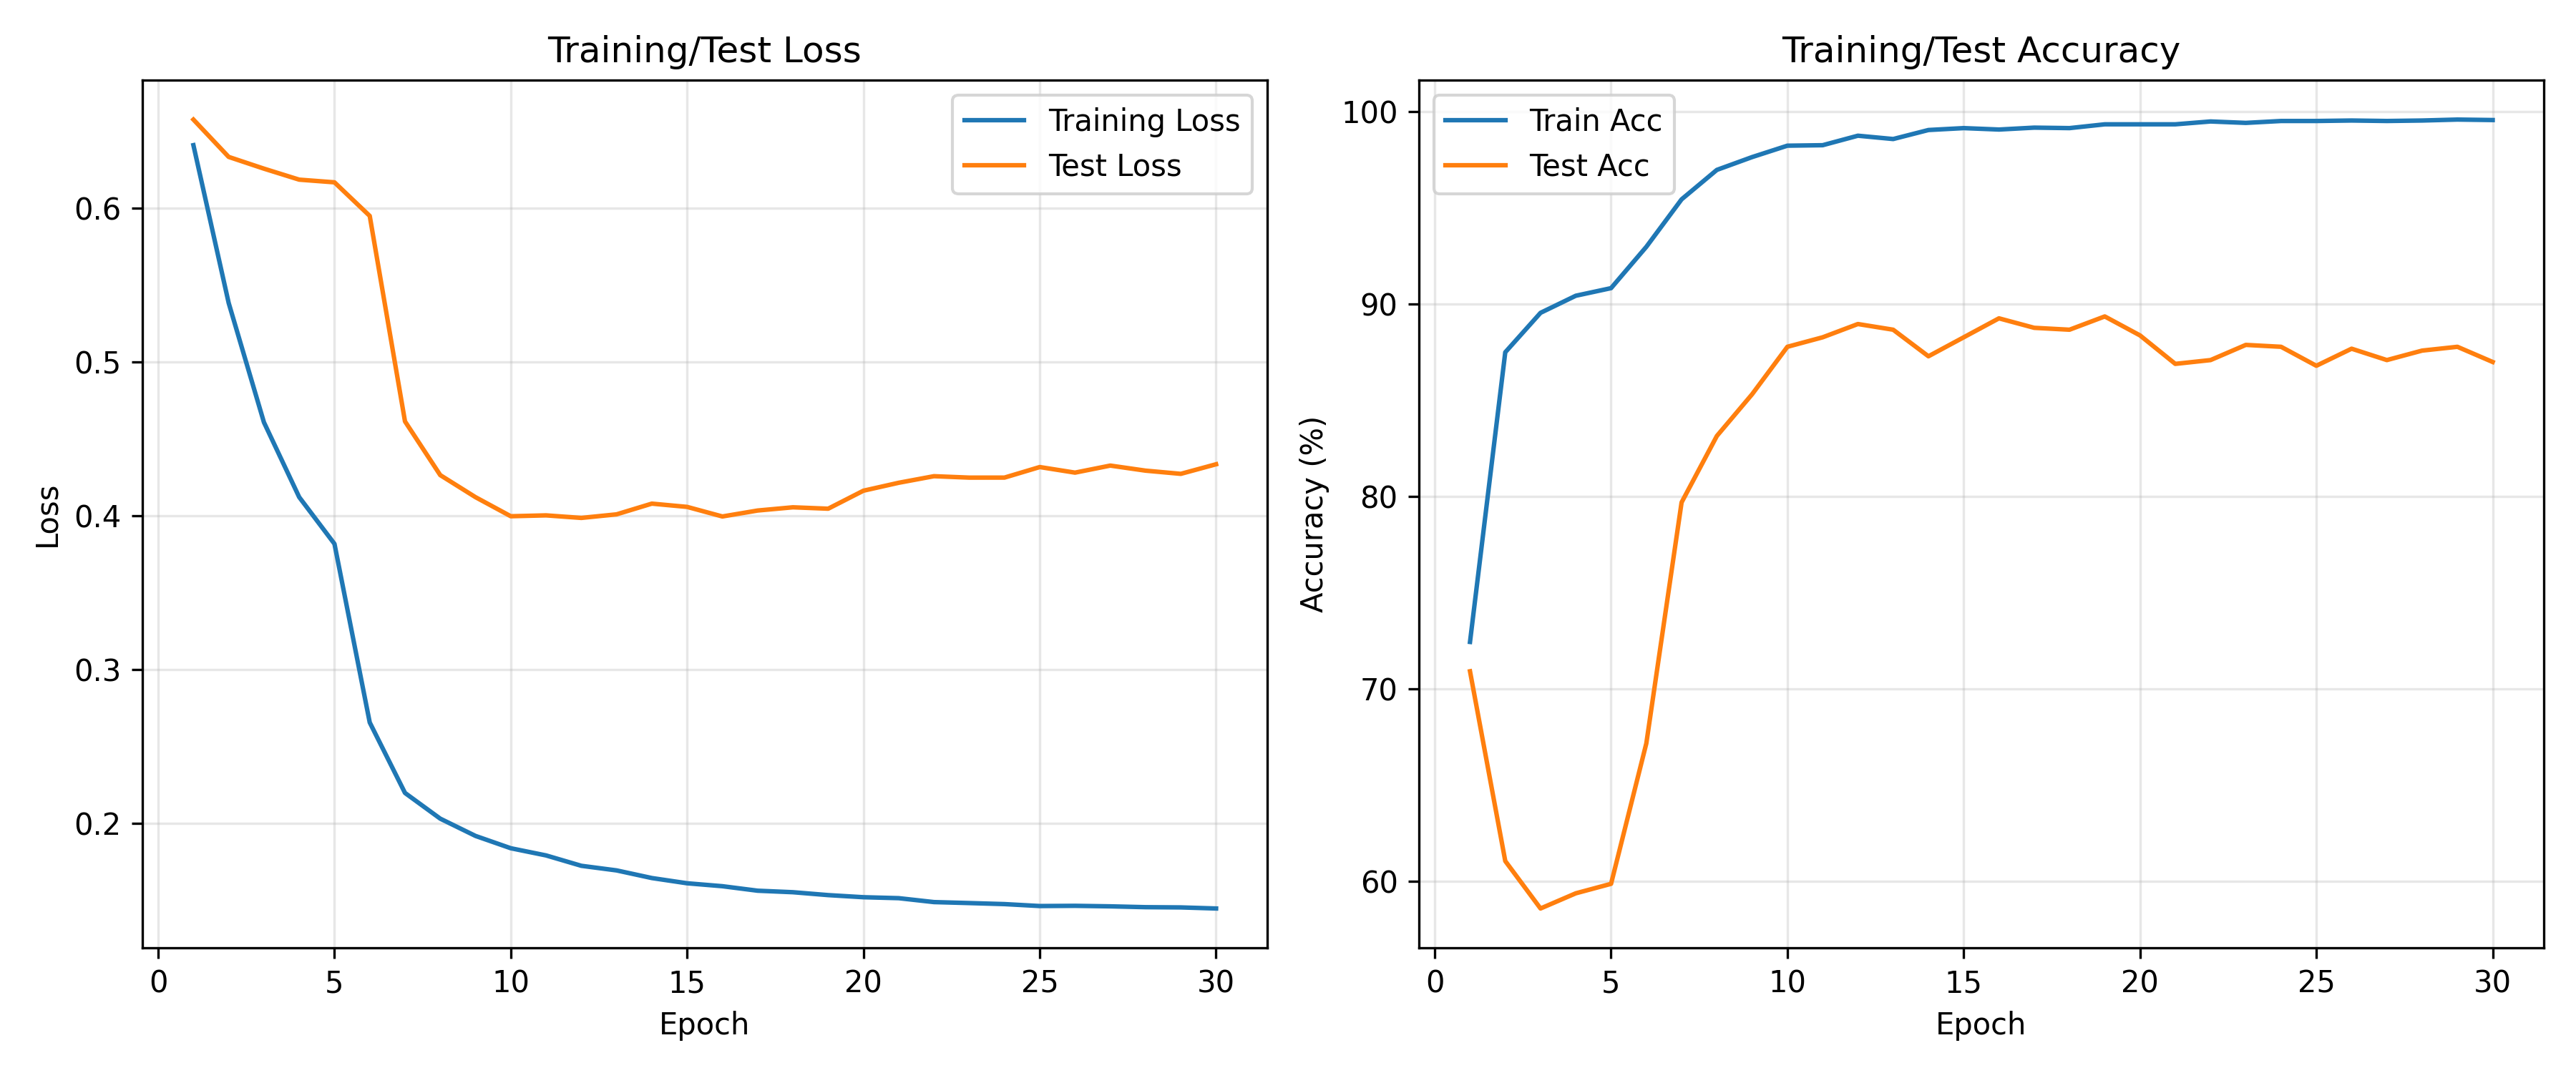 Training/Test Loss
Training Loss
Test Loss
0.6
0.5
0.4
0.3
0.2
Loss
0 5 10 15 20 25 30
Epoch
Training/Test Accuracy
Train Acc
Test Acc
100
90
80
70
60
Accuracy (%)
0 5 10 15 20 25 30
Epoch